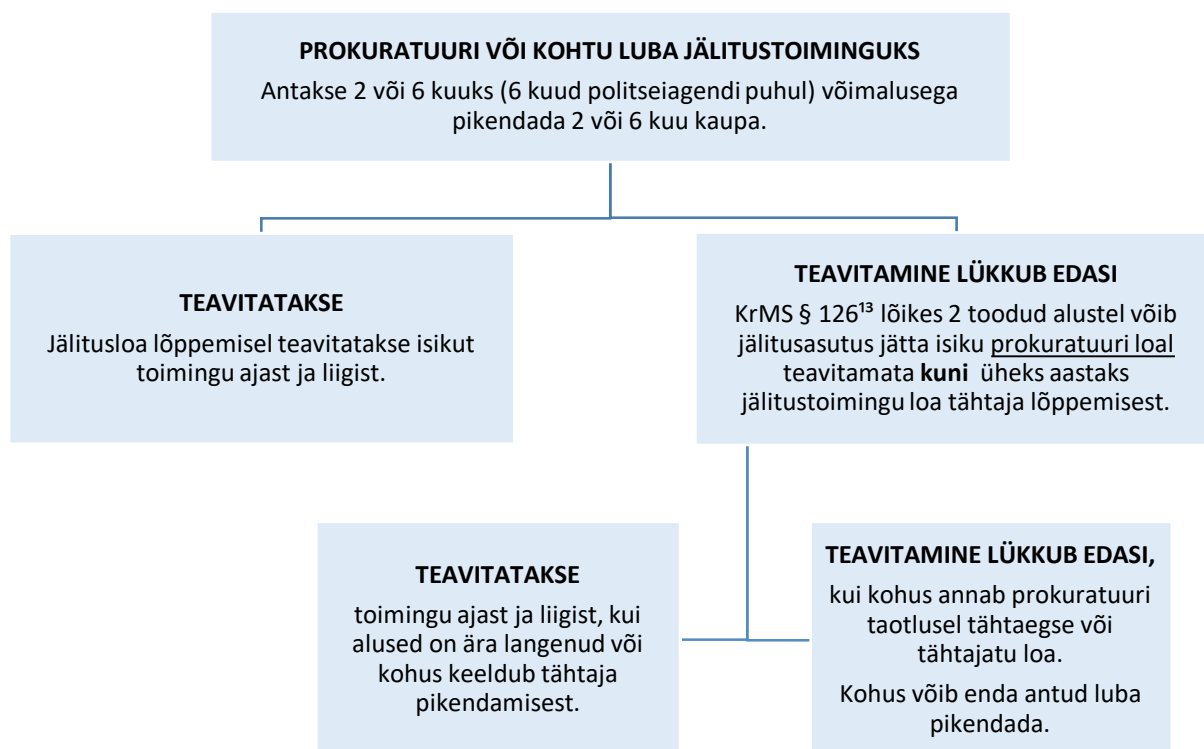 PROKURATUURI VÕI KOHTU LUBA JÄLITUSTOIMINGUKS
Antakse 2 või 6 kuuks (6 kuud politseiagendi puhul) võimalusega
pikendada 2 või 6 kuu kaupa.
TEAVITATAKSE
Jälitusloa lõppemisel teavitatakse isikut
toimingu ajast ja liigist.
TEAVITAMINE LÜKKUB EDASI
KrMS § 126¹³ lõikes 2 toodud alustel võib
jälitusasutus jätta isiku prokuratuuri loal
teavitamata kuni üheks aastaks
jälitustoimingu loa tähtaja lõppemisest.
TEAVITATAKSE
toimingu ajast ja liigist, kui
alused on ära langenud või
kohus keeldub tähtaja
pikendamisest.
TEAVITAMINE LÜKKUB EDASI,
kui kohus annab prokuratuuri
taotlusel tähtaegse või
tähtajatu loa.
Kohus võib enda antud luba
pikendada.